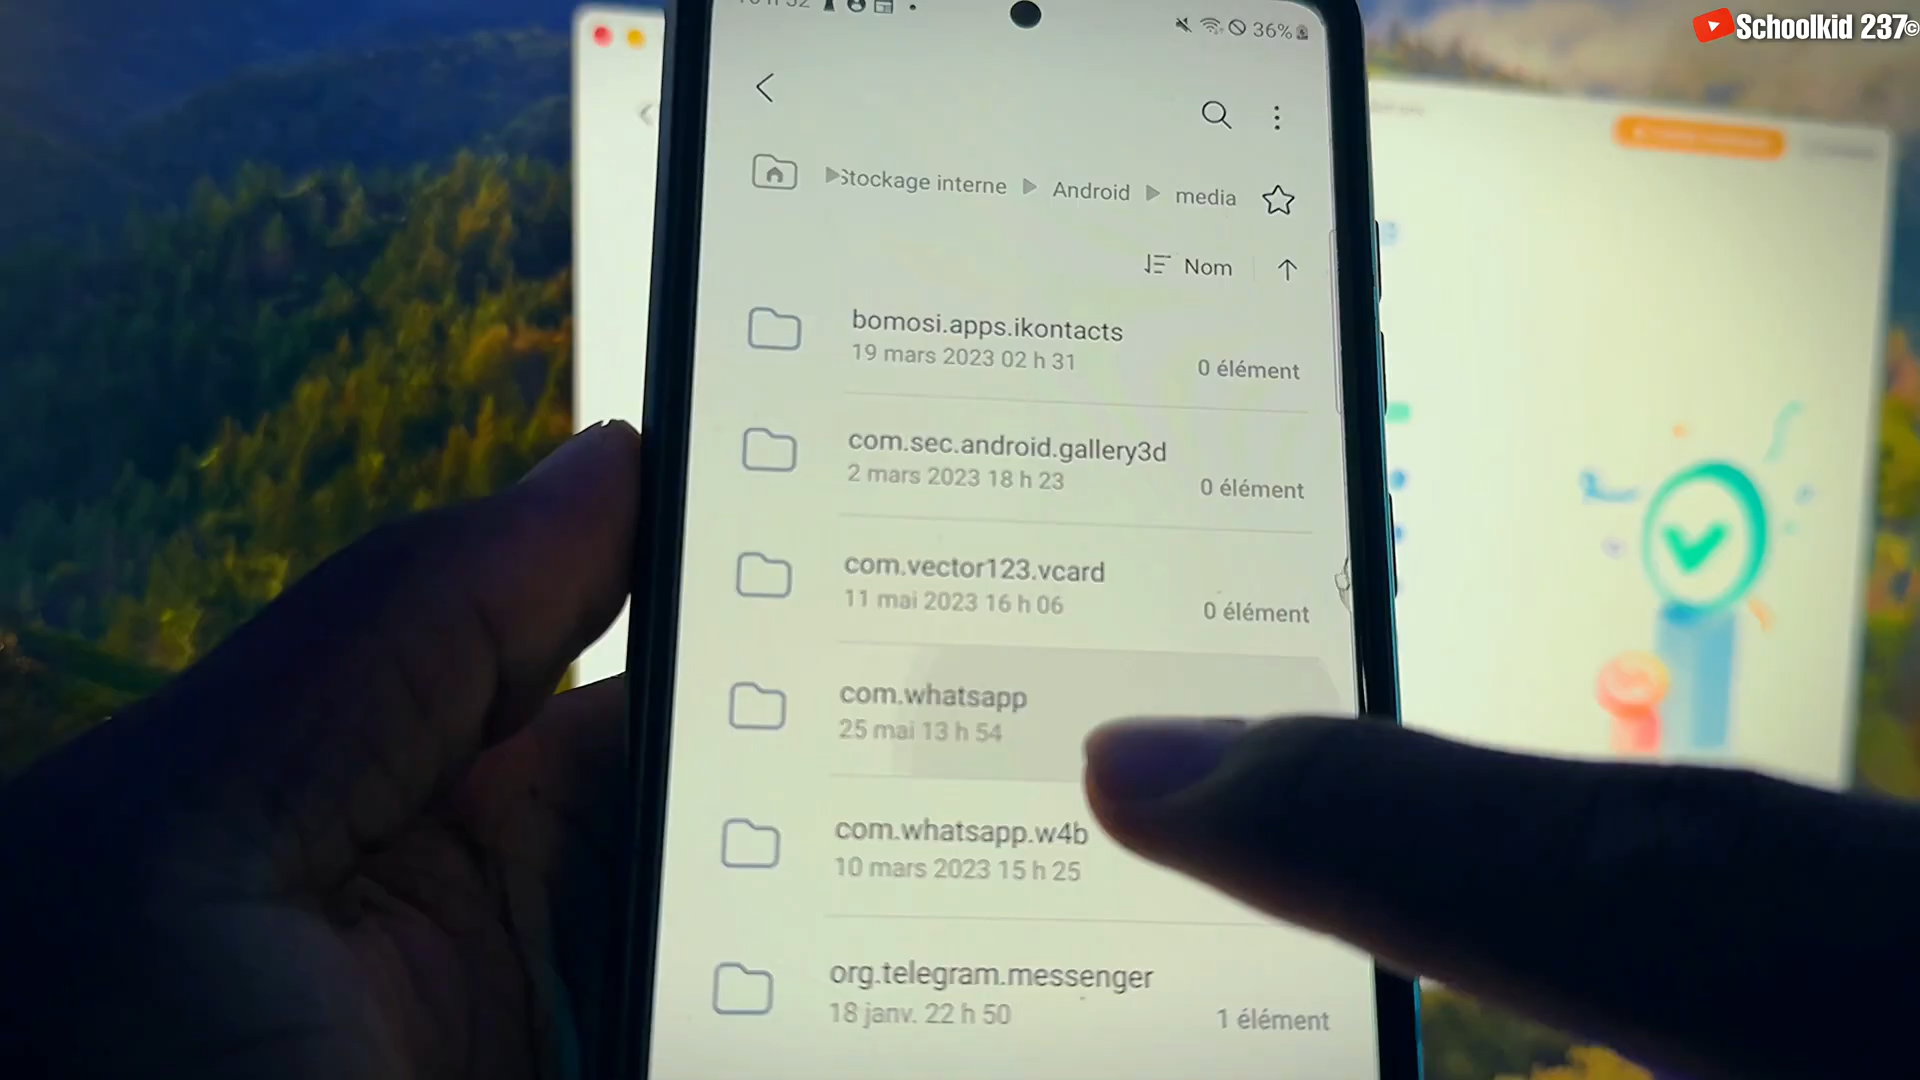 Schoolkid 237©
36%
Stockage interne ▶ Android ▶ media
Nom
bomosi.apps.ikontacts
19 mars 2023 02 h 31
0 élément
com.sec.android.gallery3d
2 mars 2023 18 h 23
0 élément
com.vector123.vcard
11 mai 2023 16 h 06
0 élément
com.whatsapp
25 mai 13 h 54
com.whatsapp.w4b
10 mars 2023 15 h 25
org.telegram.messenger
18 janv. 22 h 50
1 élément